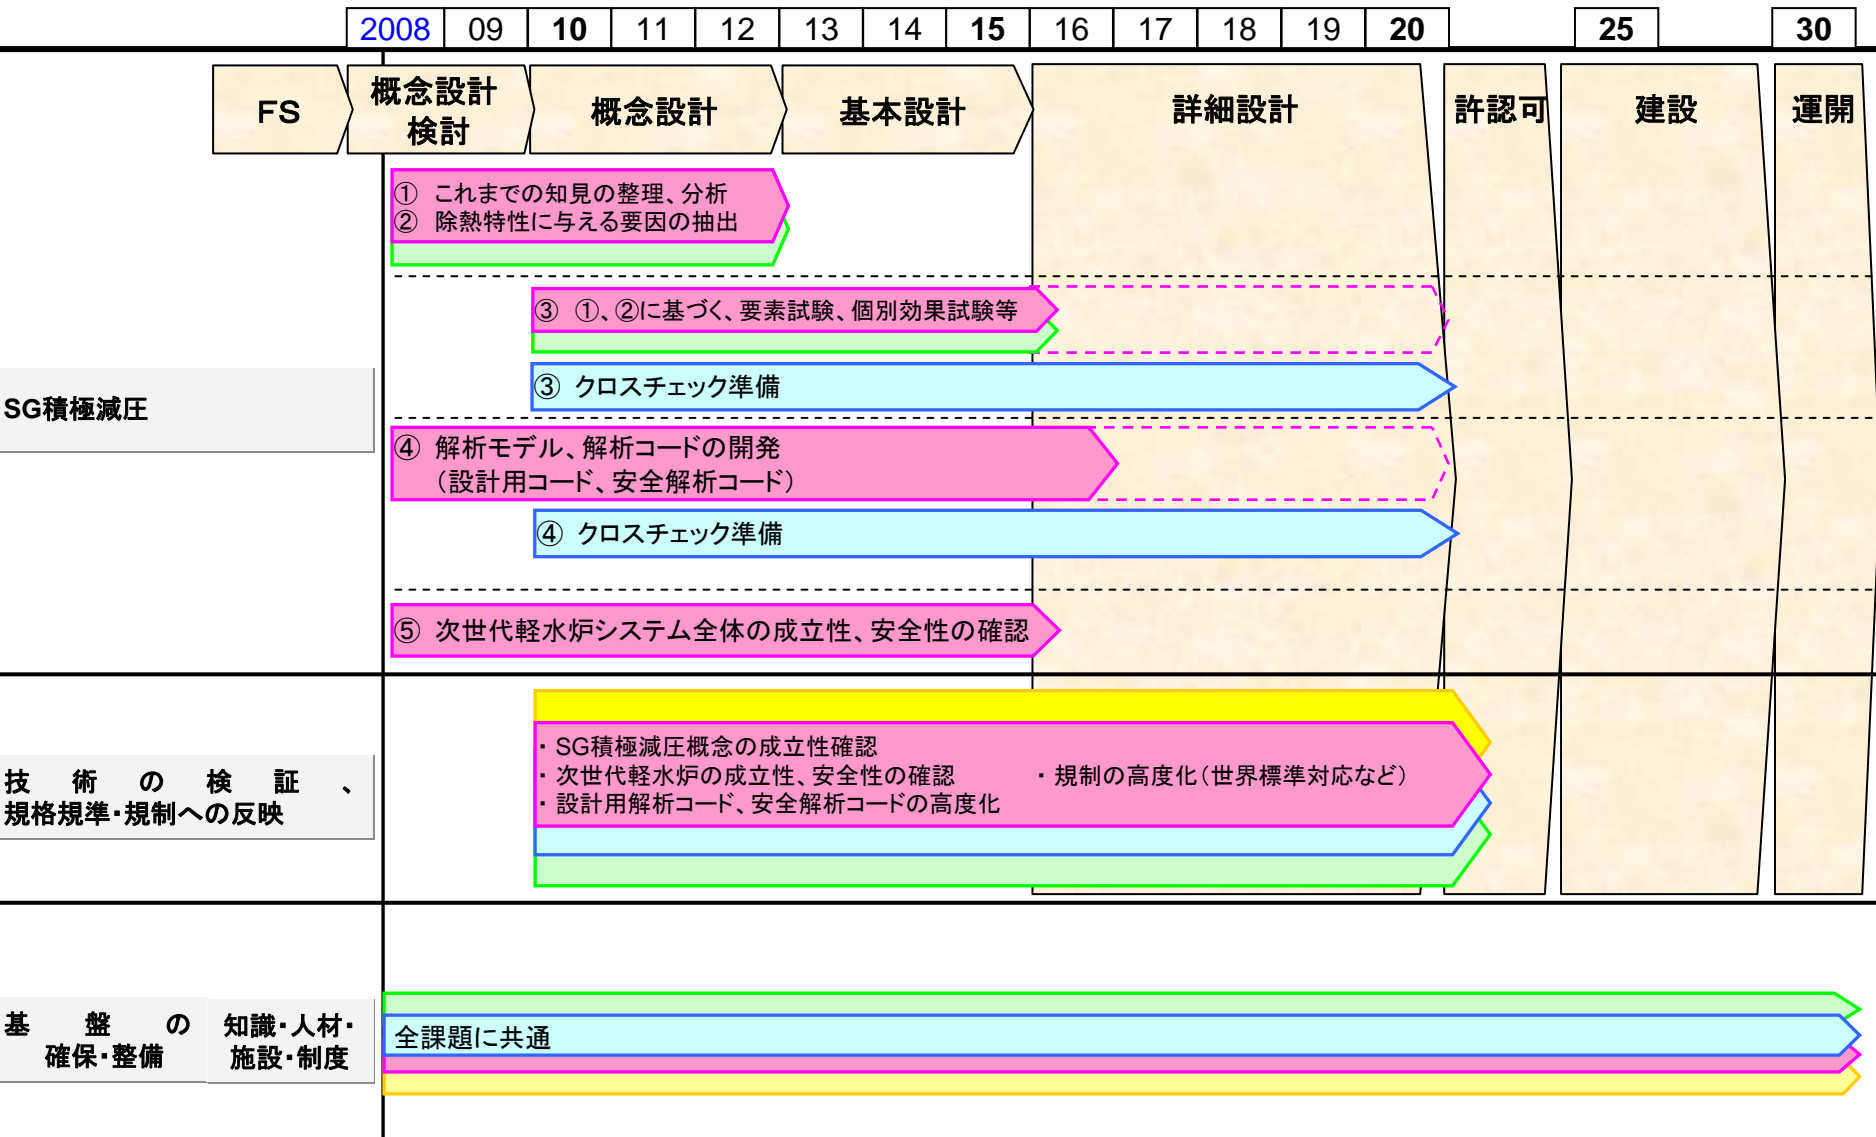 2008 09 10 11 12 13 14 15 16 17 18 19 20 25 30
FS
概念設計
検討
概念設計
基本設計
詳細設計
許認可
建設
運開
① これまでの知見の整理、分析
② 除熱特性に与える要因の抽出
③ ①、②に基づく、要素試験、個別効果試験等
③ クロスチェック準備
SG積極減圧
④ 解析モデル、解析コードの開発
（設計用コード、安全解析コード）
④ クロスチェック準備
⑤ 次世代軽水炉システム全体の成立性、安全性の確認
技術の検証、
規格規準・規制への反映
・SG積極減圧概念の成立性確認
・次世代軽水炉の成立性、安全性の確認 ・規制の高度化（世界標準対応など）
・設計用解析コード、安全解析コードの高度化
基盤の
確保・整備
知識・人材・
施設・制度
全課題に共通